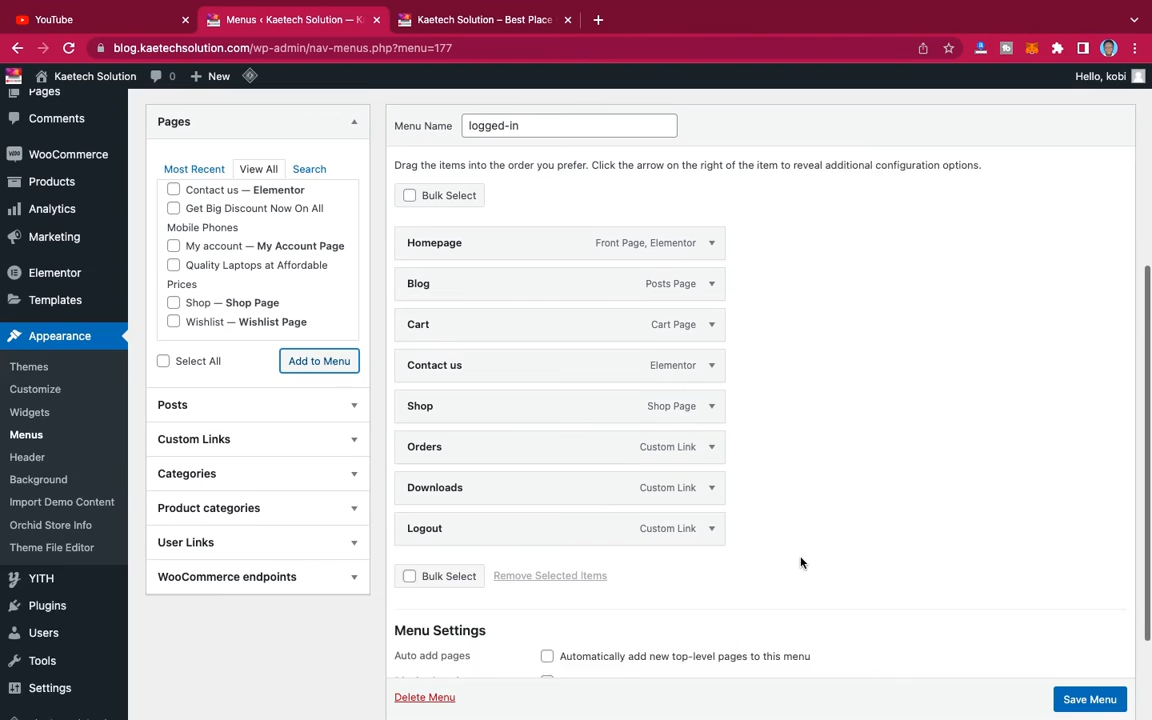 YouTube
Menus ‹ Kaetech Solution — K
Kaetech Solution – Best Place
blog.kaetechsolution.com/wp-admin/nav-menus.php?menu=177
Kaetech Solution
0
New
Hello, kobi
Pages
Comments
WooCommerce
Products
Analytics
Marketing
Elementor
Templates
Appearance
Themes
Customize
Widgets
Menus
Header
Background
Import Demo Content
Orchid Store Info
Theme File Editor
YITH
Plugins
Users
Tools
Settings
Pages
Most Recent View All Search
Contact us — Elementor
Get Big Discount Now On All
Mobile Phones
My account — My Account Page
Quality Laptops at Affordable
Prices
Shop — Shop Page
Wishlist — Wishlist Page
Select All
Add to Menu
Posts
Custom Links
Categories
Product categories
User Links
WooCommerce endpoints
Menu Name logged-in
Drag the items into the order you prefer. Click the arrow on the right of the item to reveal additional configuration options.
Bulk Select
Homepage Front Page, Elementor
Blog Posts Page
Cart Cart Page
Contact us Elementor
Shop Shop Page
Orders Custom Link
Downloads Custom Link
Logout Custom Link
Bulk Select Remove Selected Items
Menu Settings
Auto add pages Automatically add new top-level pages to this menu
Delete Menu
Save Menu